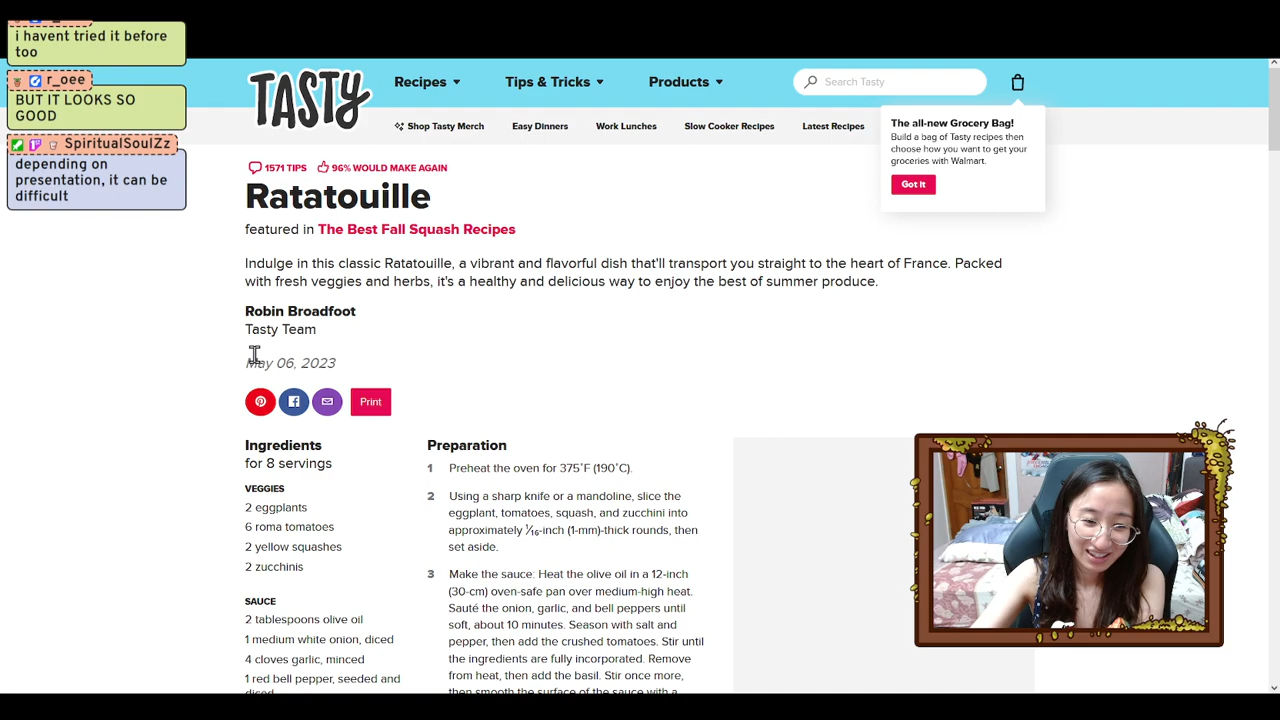 i havent tried it before
too
r_oee
BUT IT LOOKS SO
GOOD
SpiritualSoulZz
depending on
presentation, it can be
difficult
TASTY
Recipes
Tips & Tricks
Products
Search Tasty
Shop Tasty Merch
Easy Dinners
Work Lunches
Slow Cooker Recipes
Latest Recipes
The all-new Grocery Bag!
Build a bag of Tasty recipes then
choose how you want to get your
groceries with Walmart.
Got It
1571 TIPS
96% WOULD MAKE AGAIN
Ratatouille
featured in The Best Fall Squash Recipes
Indulge in this classic Ratatouille, a vibrant and flavorful dish that'll transport you straight to the heart of France. Packed
with fresh veggies and herbs, it's a healthy and delicious way to enjoy the best of summer produce.
Robin Broadfoot
Tasty Team
May 06, 2023
Print
Ingredients
for 8 servings
VEGGIES
2 eggplants
6 roma tomatoes
2 yellow squashes
2 zucchinis
SAUCE
2 tablespoons olive oil
1 medium white onion, diced
4 cloves garlic, minced
1 red bell pepper, seeded and
diced
Preparation
1 Preheat the oven for 375˚F (190˚C).
2 Using a sharp knife or a mandoline, slice the
eggplant, tomatoes, squash, and zucchini into
approximately ¹⁄₁₆-inch (1-mm)-thick rounds, then
set aside.
3 Make the sauce: Heat the olive oil in a 12-inch
(30-cm) oven-safe pan over medium-high heat.
Sauté the onion, garlic, and bell peppers until
soft, about 10 minutes. Season with salt and
pepper, then add the crushed tomatoes. Stir until
the ingredients are fully incorporated. Remove
from heat, then add the basil. Stir once more,
then smooth the surface of the sauce with a